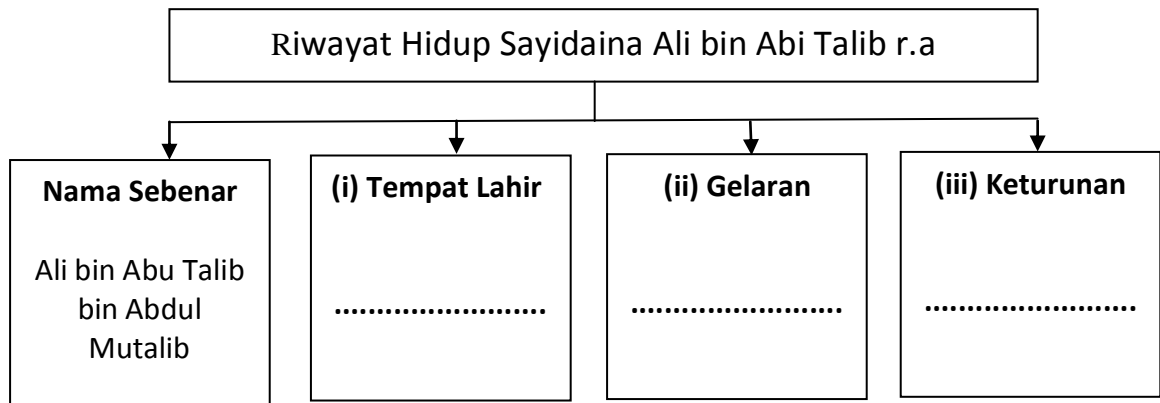 Riwayat Hidup Sayidaina Ali bin Abi Talib r.a
Nama Sebenar
Ali bin Abu Talib
bin Abdul
Mutalib
(i) Tempat Lahir
...........................
(ii) Gelaran
...........................
(iii) Keturunan
...........................